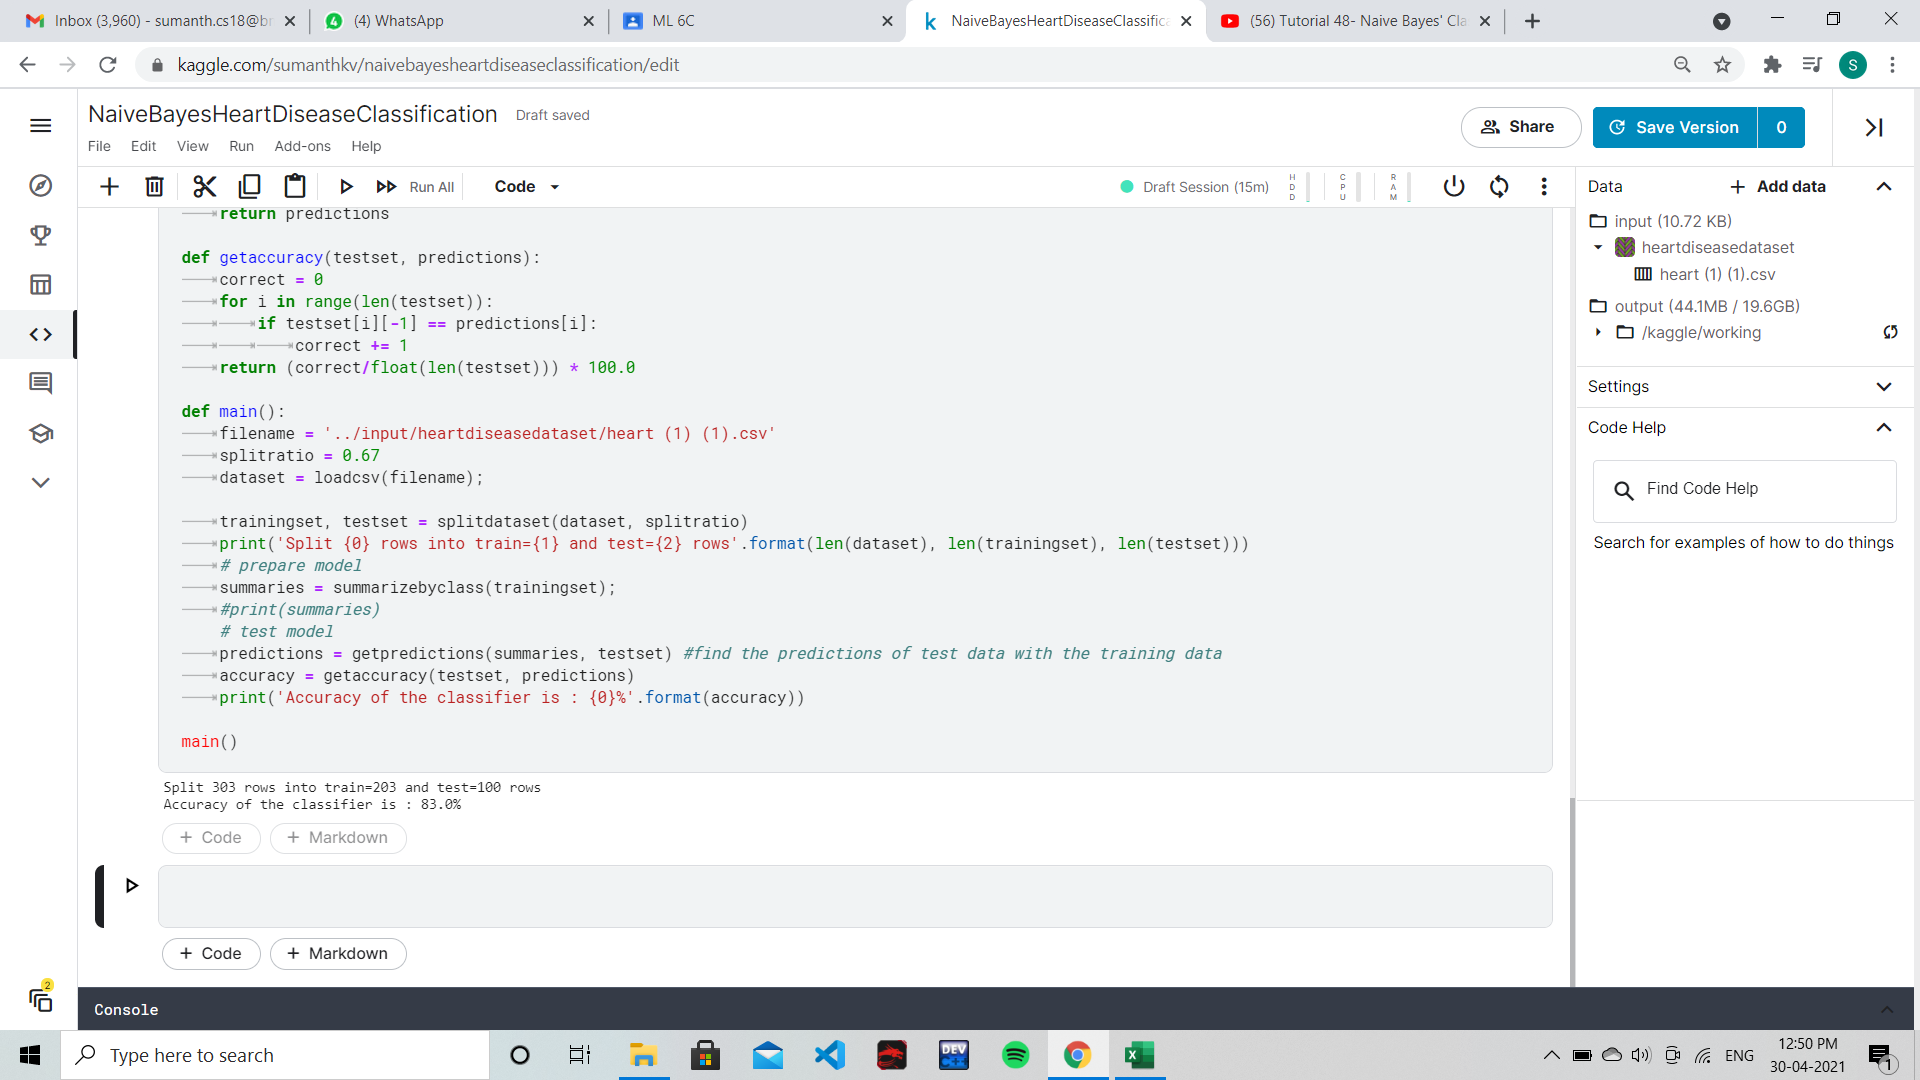 Inbox (3,960) - sumanth.cs18@br
(4) WhatsApp
ML 6C
NaiveBayesHeartDiseaseClassifica
(56) Tutorial 48- Naive Bayes' Cla
kaggle.com/sumanthkv/naivebayesheartdiseaseclassification/edit
S
NaiveBayesHeartDiseaseClassification
Draft saved
File Edit View Run Add-ons Help
Share
Save Version 0
Run All
Code
Draft Session (15m)
HDD
CPU
RAM
return predictions
def getaccuracy(testset, predictions):
correct = 0
for i in range(len(testset)):
if testset[i][-1] == predictions[i]:
correct += 1
return (correct/float(len(testset))) * 100.0
def main():
filename = '../input/heartdiseasedataset/heart (1) (1).csv'
splitratio = 0.67
dataset = loadcsv(filename);
trainingset, testset = splitdataset(dataset, splitratio)
print('Split {0} rows into train={1} and test={2} rows'.format(len(dataset), len(trainingset), len(testset)))
# prepare model
summaries = summarizebyclass(trainingset);
#print(summaries)
# test model
predictions = getpredictions(summaries, testset) #find the predictions of test data with the training data
accuracy = getaccuracy(testset, predictions)
print('Accuracy of the classifier is : {0}%'.format(accuracy))
main()
Split 303 rows into train=203 and test=100 rows
Accuracy of the classifier is : 83.0%
+ Code
+ Markdown
+ Code
+ Markdown
Data
+ Add data
input (10.72 KB)
heartdiseasedataset
heart (1) (1).csv
output (44.1MB / 19.6GB)
/kaggle/working
Settings
Code Help
Find Code Help
Search for examples of how to do things
2
Console
Type here to search
DEV C++
ENG
12:50 PM
30-04-2021
1